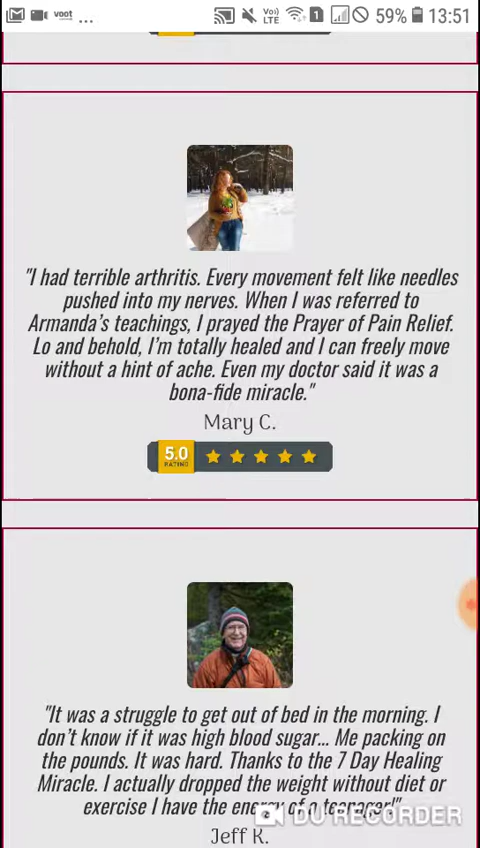 voot ... Vo)) LTE 1 59% 13:51
"I had terrible arthritis. Every movement felt like needles
pushed into my nerves. When I was referred to
Armanda's teachings, I prayed the Prayer of Pain Relief.
Lo and behold, I'm totally healed and I can freely move
without a hint of ache. Even my doctor said it was a
bona-fide miracle."
Mary C.
5.0
RATING
"It was a struggle to get out of bed in the morning. I
don't know if it was high blood sugar... Me packing on
the pounds. It was hard. Thanks to the 7 Day Healing
Miracle. I actually dropped the weight without diet or
exercise I have the energy of a teenager!"
DU RECORDER
Jeff K.